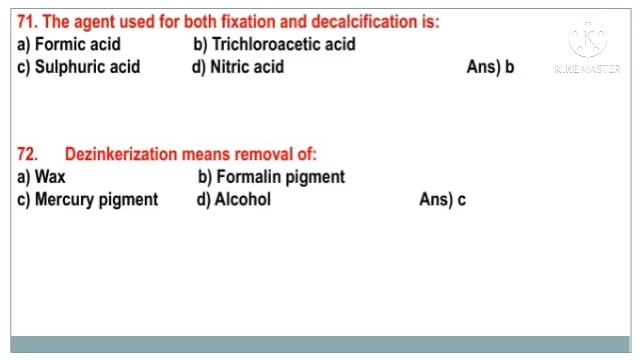 71. The agent used for both fixation and decalcification is:
a) Formic acid b) Trichloroacetic acid
c) Sulphuric acid d) Nitric acid Ans) b
K
KINEMASTER
72. Dezinkerization means removal of:
a) Wax b) Formalin pigment
c) Mercury pigment d) Alcohol Ans) c